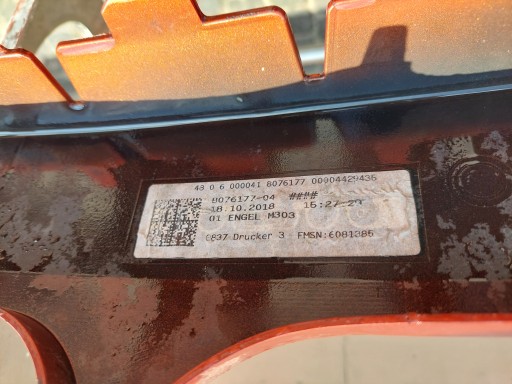 48 0 6 000041 8076177 00904429435
8076177-04 ####
18.10.2018 15:27:29
01 ENGEL M303
6837 Drucker 3 FMSN:6081385